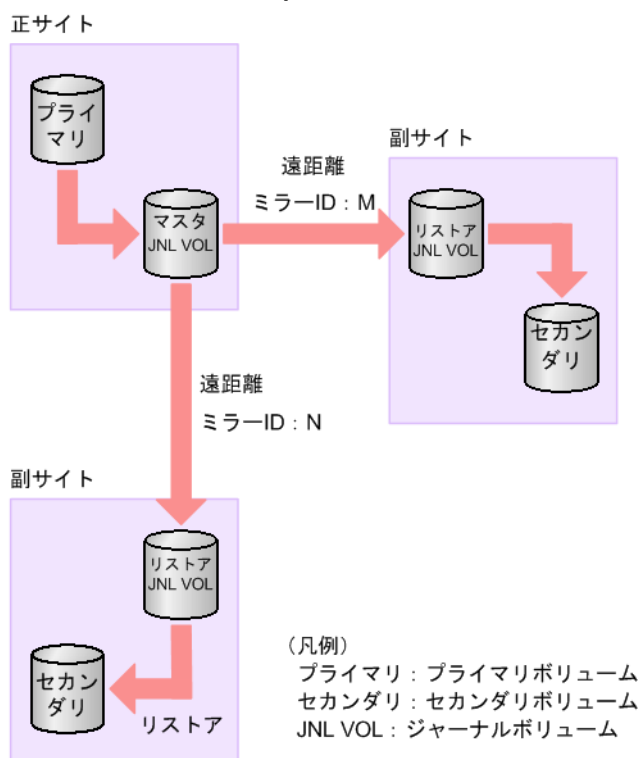 正サイト
プライ
マリ
マスタ
JNL VOL
遠距離
ミラーID：M
副サイト
リストア
JNL VOL
セカン
ダリ
遠距離
ミラーID：N
副サイト
リストア
JNL VOL
セカン
ダリ
リストア
（凡例）
プライマリ：プライマリボリューム
セカンダリ：セカンダリボリューム
JNL VOL：ジャーナルボリューム